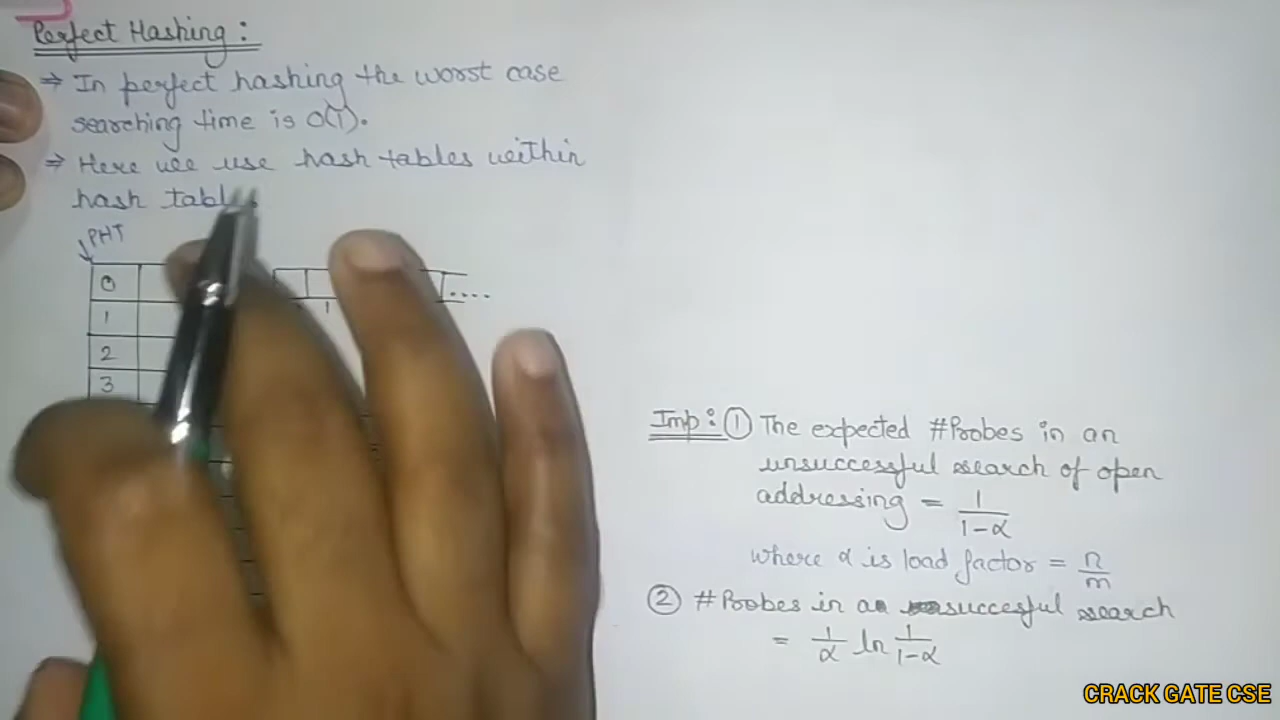 Perfect Hashing :
⇒ In perfect hashing the worst case
searching time is O(1).
⇒ Here we use hash tables within
hash table
PHT
0
1
2
3
1
....
Imp: ① The expected #Probes in an
unsuccessful search of open
addressing = 1/(1-α)
where α is load factor = n/m
② #Probes in a successful search
= 1/α ln 1/(1-α)
CRACK GATE CSE